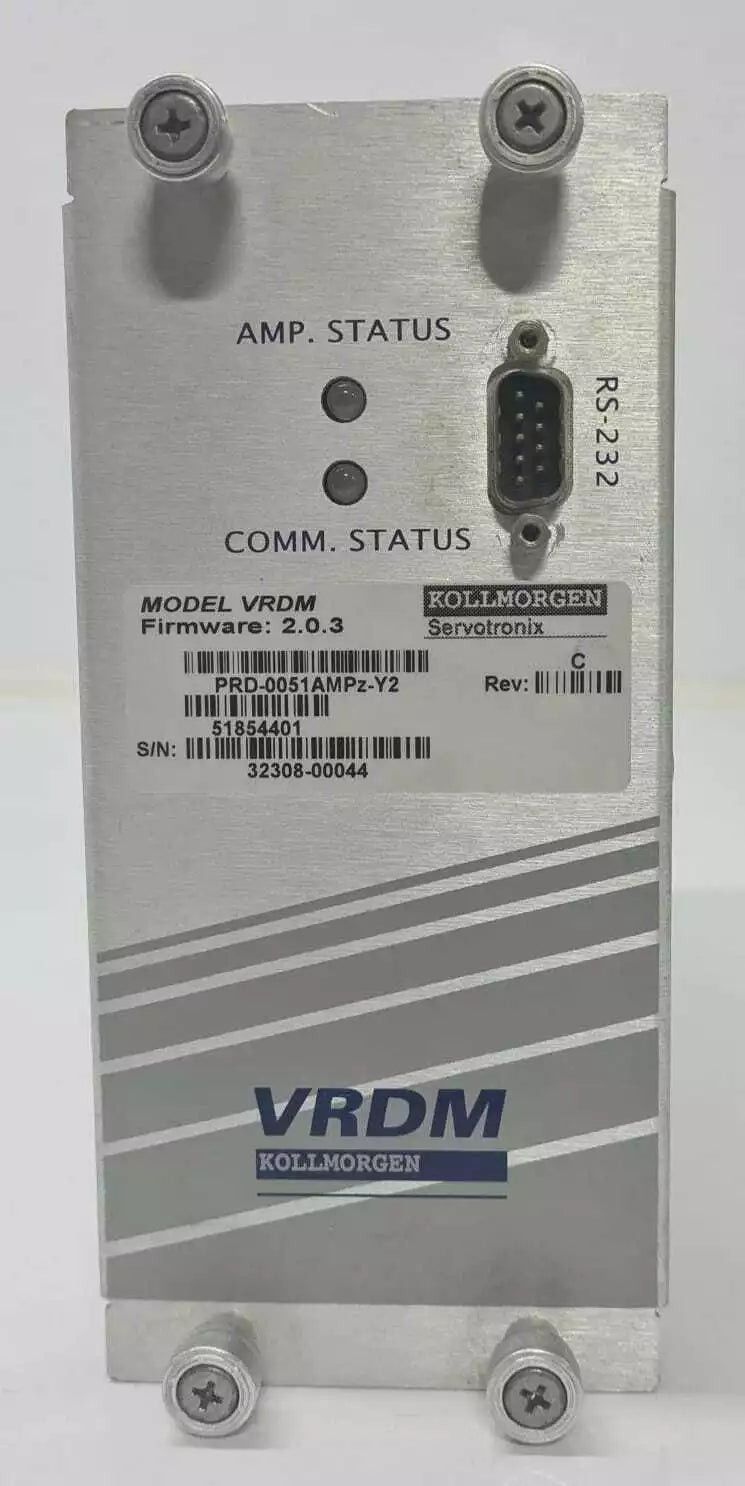 AMP. STATUS
RS-232
COMM. STATUS
MODEL VRDM
Firmware: 2.0.3
KOLLMORGEN
Servotronix
PRD-0051AMPz-Y2
C
Rev:
51854401
S/N:
32308-00044
VRDM
KOLLMORGEN